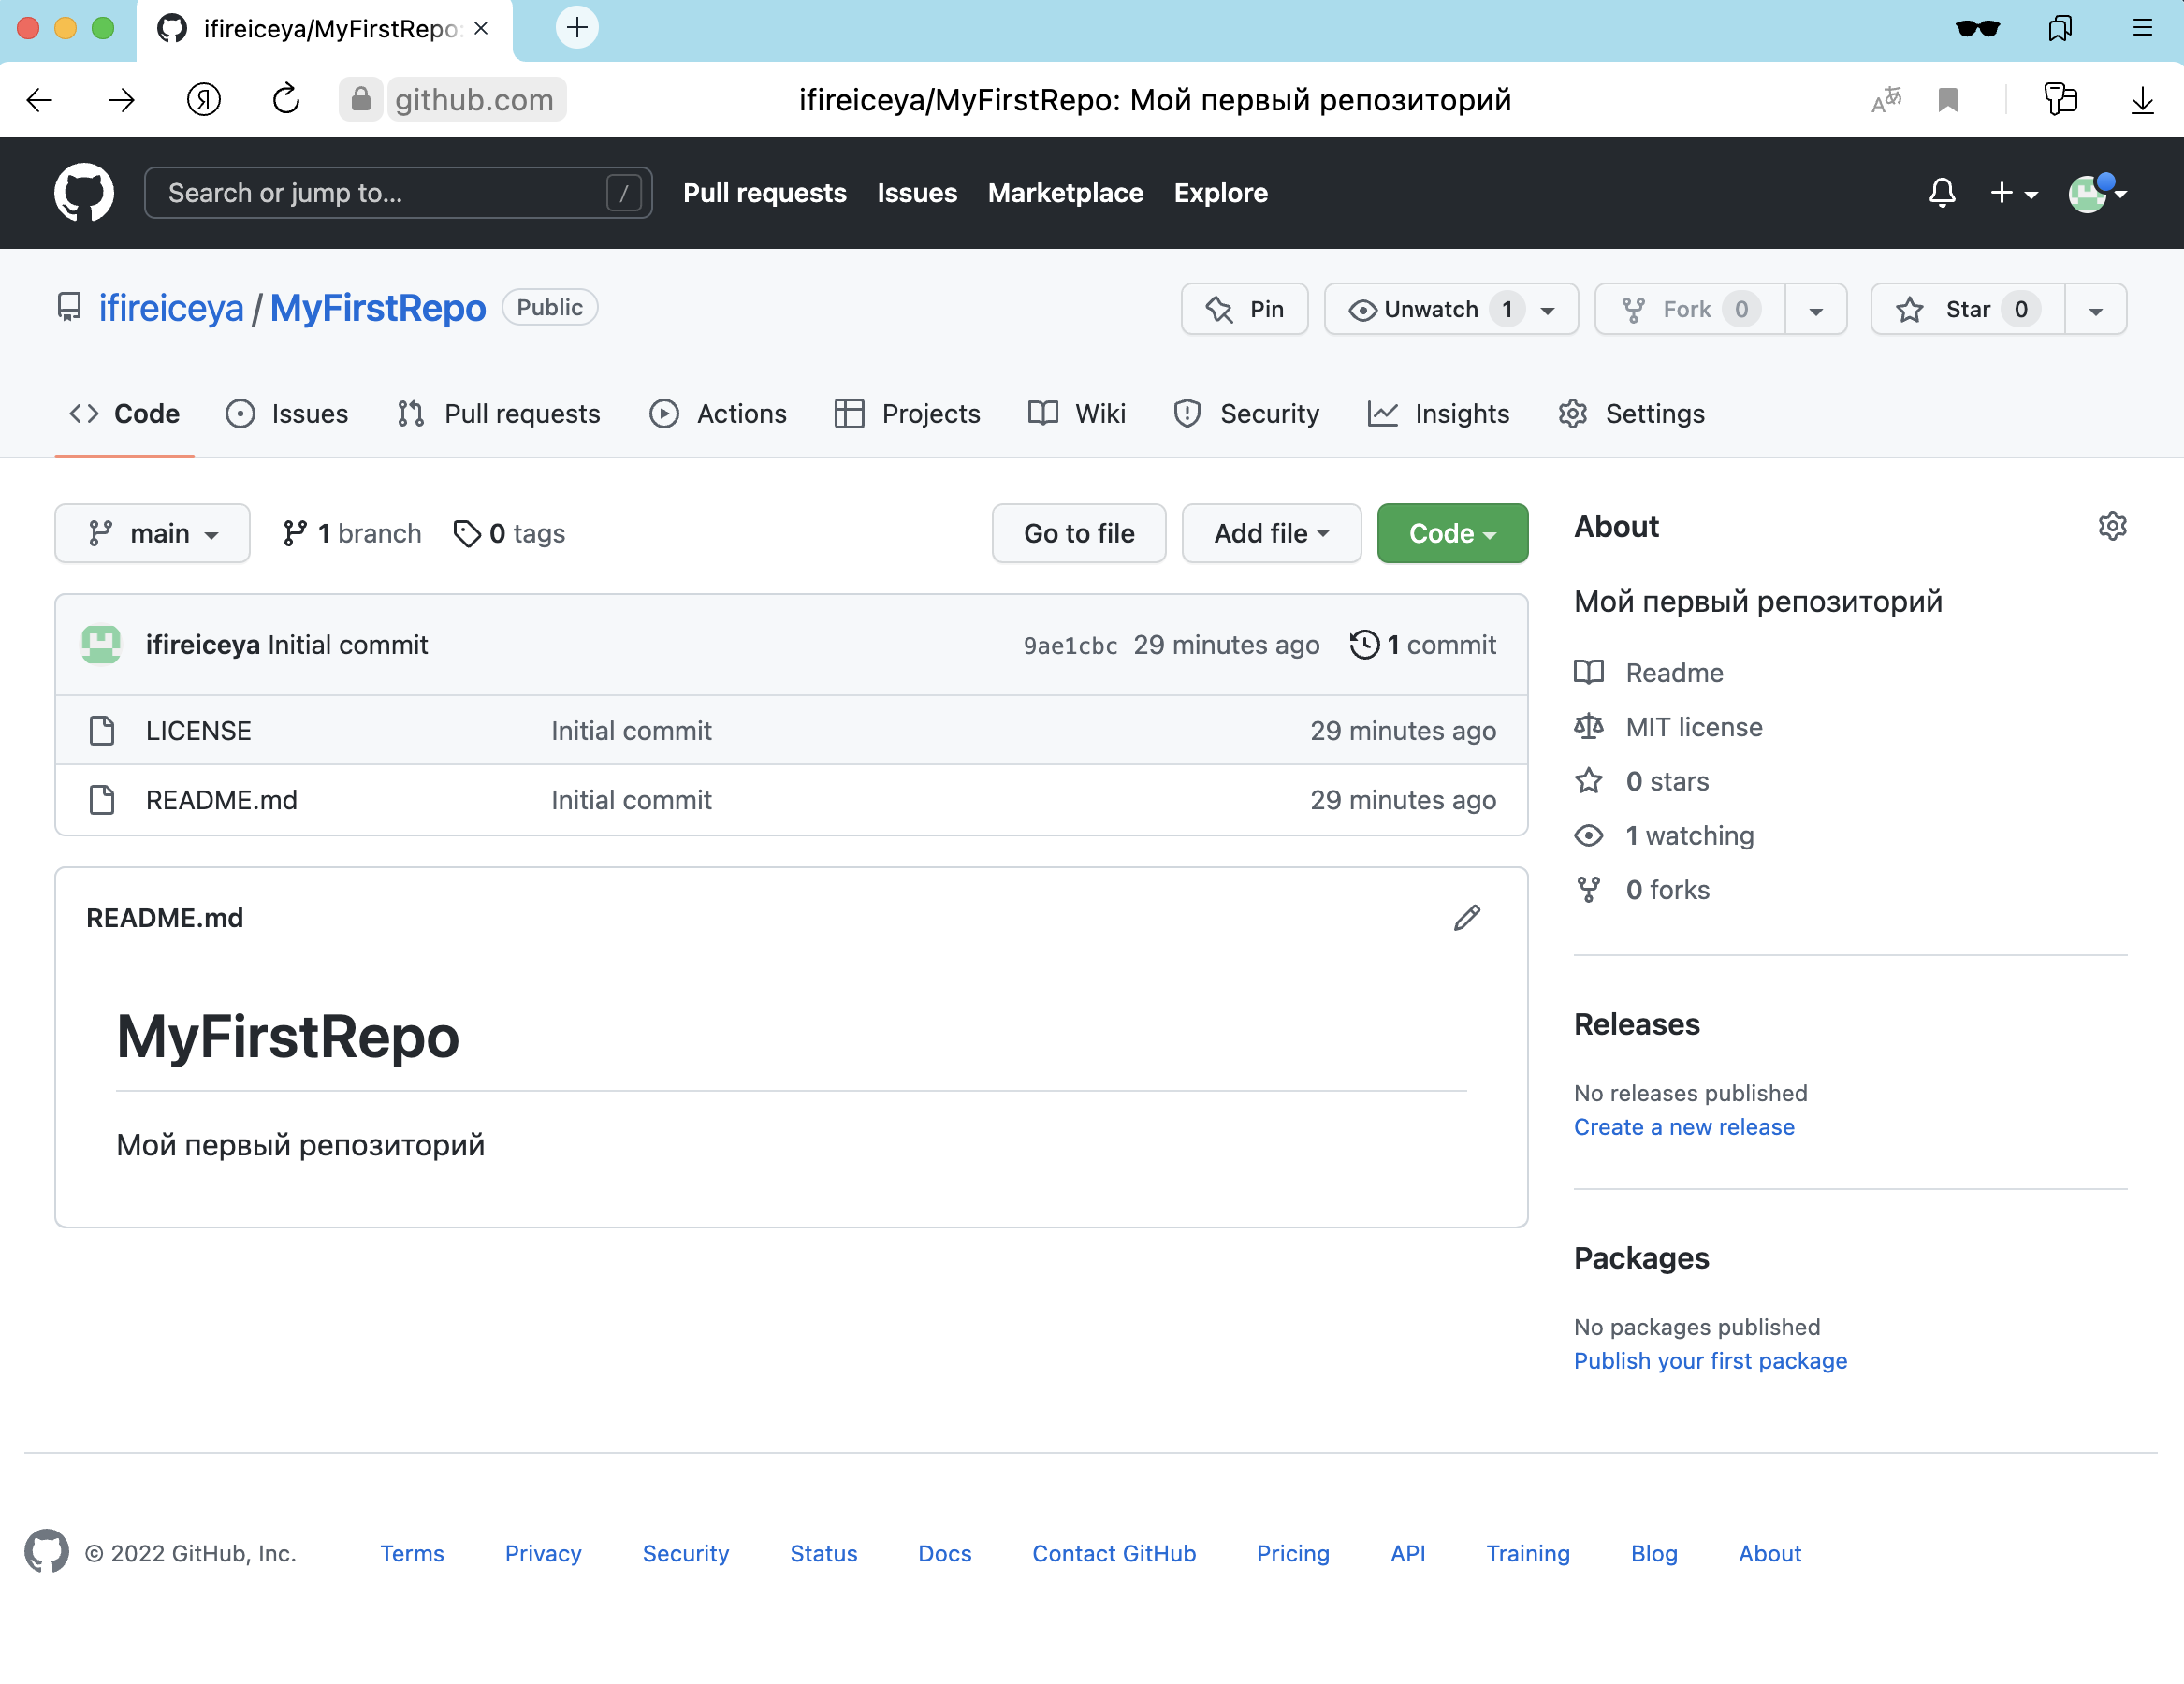 ifireiceya/MyFirstRepo:
Я github.com ifireiceya/MyFirstRepo: Мой первый репозиторий Aあ
Search or jump to... / Pull requests Issues Marketplace Explore
ifireiceya / MyFirstRepo Public Pin Unwatch 1 Fork 0 Star 0
Code Issues Pull requests Actions Projects Wiki Security Insights Settings
main 1 branch 0 tags Go to file Add file Code
ifireiceya Initial commit 9ae1cbc 29 minutes ago 1 commit
LICENSE Initial commit 29 minutes ago
README.md Initial commit 29 minutes ago
README.md
MyFirstRepo
Мой первый репозиторий
About
Мой первый репозиторий
Readme
MIT license
0 stars
1 watching
0 forks
Releases
No releases published
Create a new release
Packages
No packages published
Publish your first package
© 2022 GitHub, Inc. Terms Privacy Security Status Docs Contact GitHub Pricing API Training Blog About